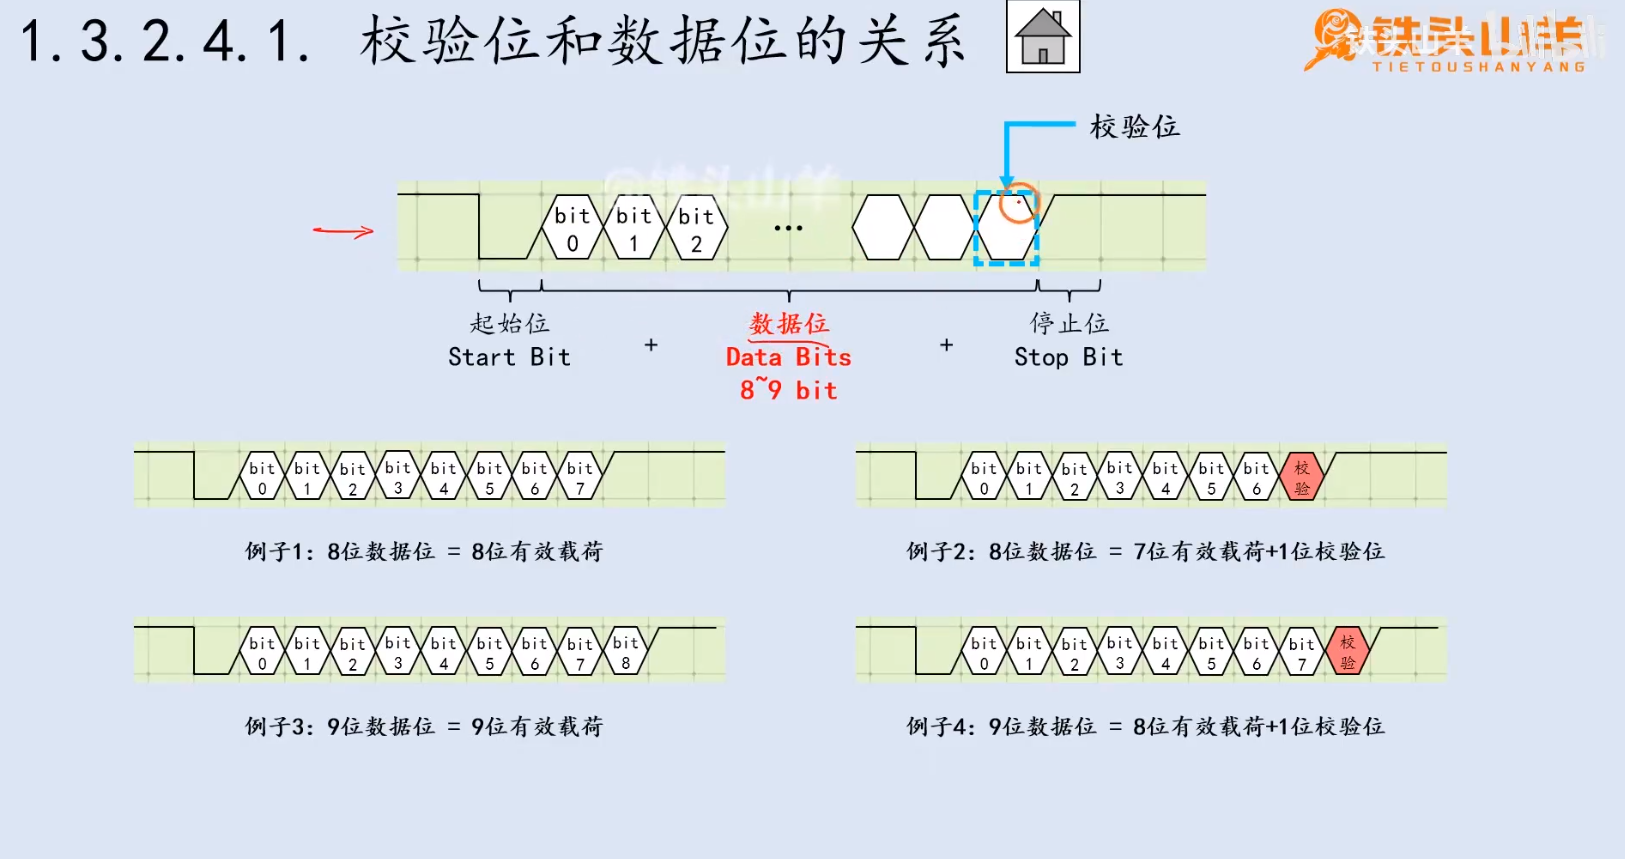 1.3.2.4.1. 校验位和数据位的关系
铁头山羊
TIETOUSHANYANG
校验位
@铁头山羊
bit 0 bit 1 bit 2 ...
起始位 数据位 停止位
Start Bit + Data Bits + Stop Bit
8~9 bit
bit 0 bit 1 bit 2 bit 3 bit 4 bit 5 bit 6 bit 7
例子1: 8位数据位 = 8位有效载荷
bit 0 bit 1 bit 2 bit 3 bit 4 bit 5 bit 6 校验
例子2: 8位数据位 = 7位有效载荷+1位校验位
bit 0 bit 1 bit 2 bit 3 bit 4 bit 5 bit 6 bit 7 bit 8
例子3: 9位数据位 = 9位有效载荷
bit 0 bit 1 bit 2 bit 3 bit 4 bit 5 bit 6 bit 7 校验
例子4: 9位数据位 = 8位有效载荷+1位校验位